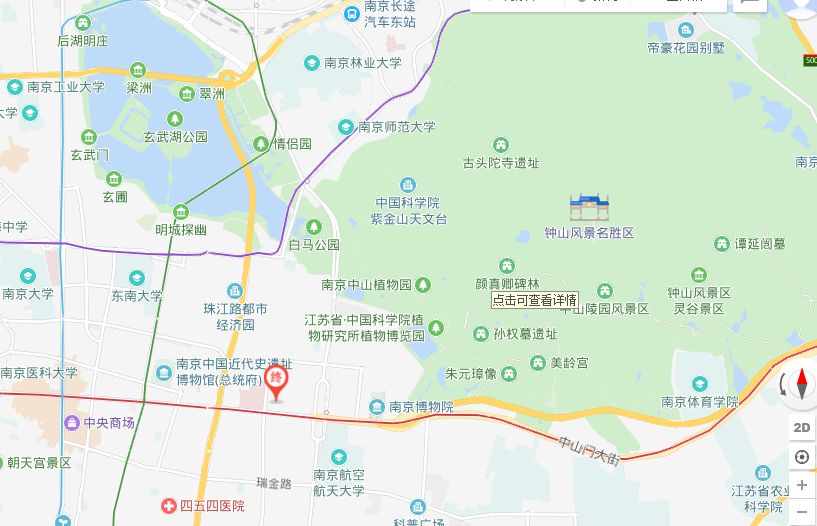 南京长途
汽车东站
后湖明庄
帝豪花园别墅
南京林业大学
梁洲
南京工业大学
翠洲
大学
玄武湖公园
南京师范大学
情侣园
玄武门
古头陀寺遗址
南京
玄圃
中国科学院
紫金山天文台
海中学
明城探幽
白马公园
钟山风景名胜区
谭延闿墓
南京大学
东南大学
南京中山植物园
颜真卿碑林
点击可查看详情
中山陵园风景区
钟山风景区
灵谷景区
珠江路都市
经济园
江苏省·中国科学院植
物研究所植物博览园
孙权墓遗址
南京中国近代史遗址
博物馆(总统府)
终
美龄宫
朱元璋像
南京医科大学
南京博物院
南京体育学院
中央商场
2D
中山门大街
朝天宫景区
南京航空
航天大学
瑞金路
江苏省农业
科学院
四五四医院
科普广场